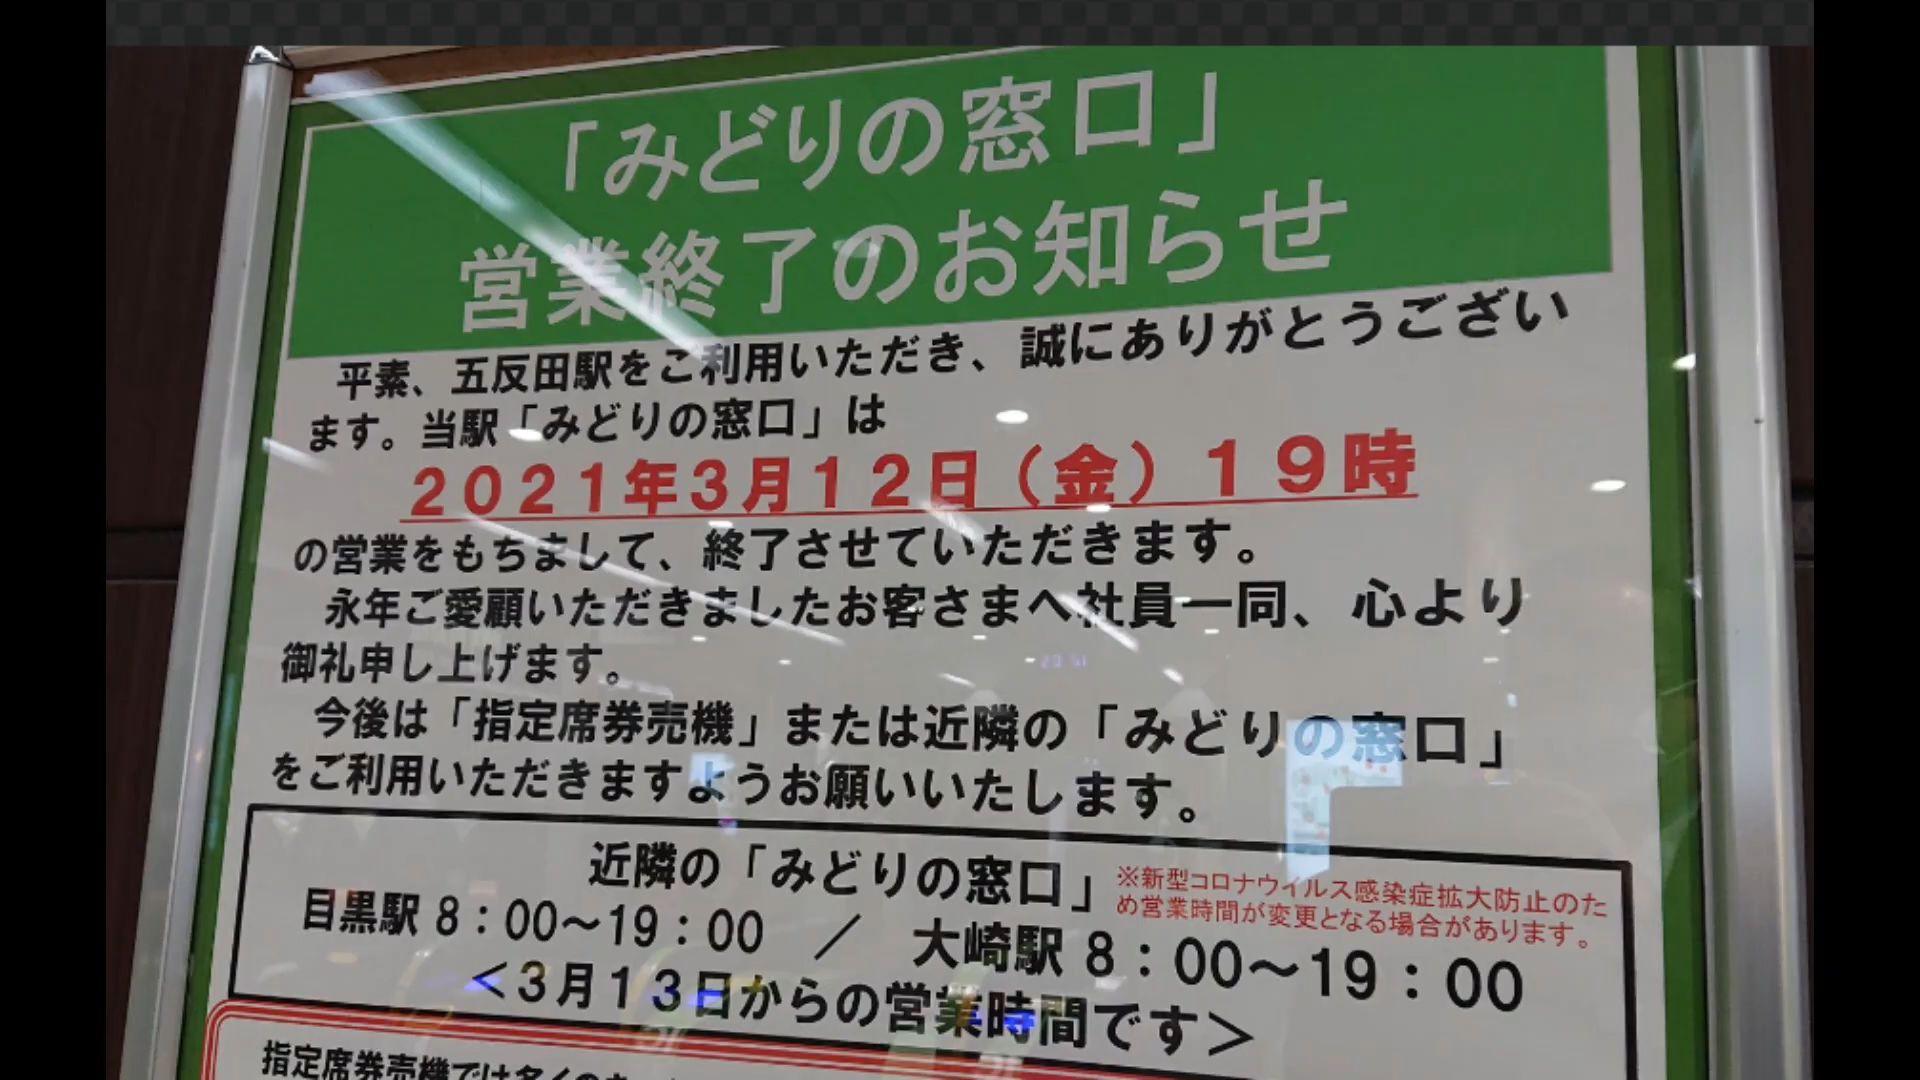 「みどりの窓口」
営業終了のお知らせ
平素、五反田駅をご利用いただき、誠にありがとうござい
ます。当駅「みどりの窓口」は
2021年3月12日(金)19時
の営業をもちまして、終了させていただきます。
永年ご愛顧いただきましたお客さまへ社員一同、心より
御礼申し上げます。
今後は「指定席券売機」または近隣の「みどりの窓口」
をご利用いただきますようお願いいたします。
近隣の「みどりの窓口」
※新型コロナウイルス感染症拡大防止のた
め営業時間が変更となる場合があります。
目黒駅 8:00~19:00 / 大崎駅 8:00~19:00
<3月13日からの営業時間です>
指定席券売機では多くの